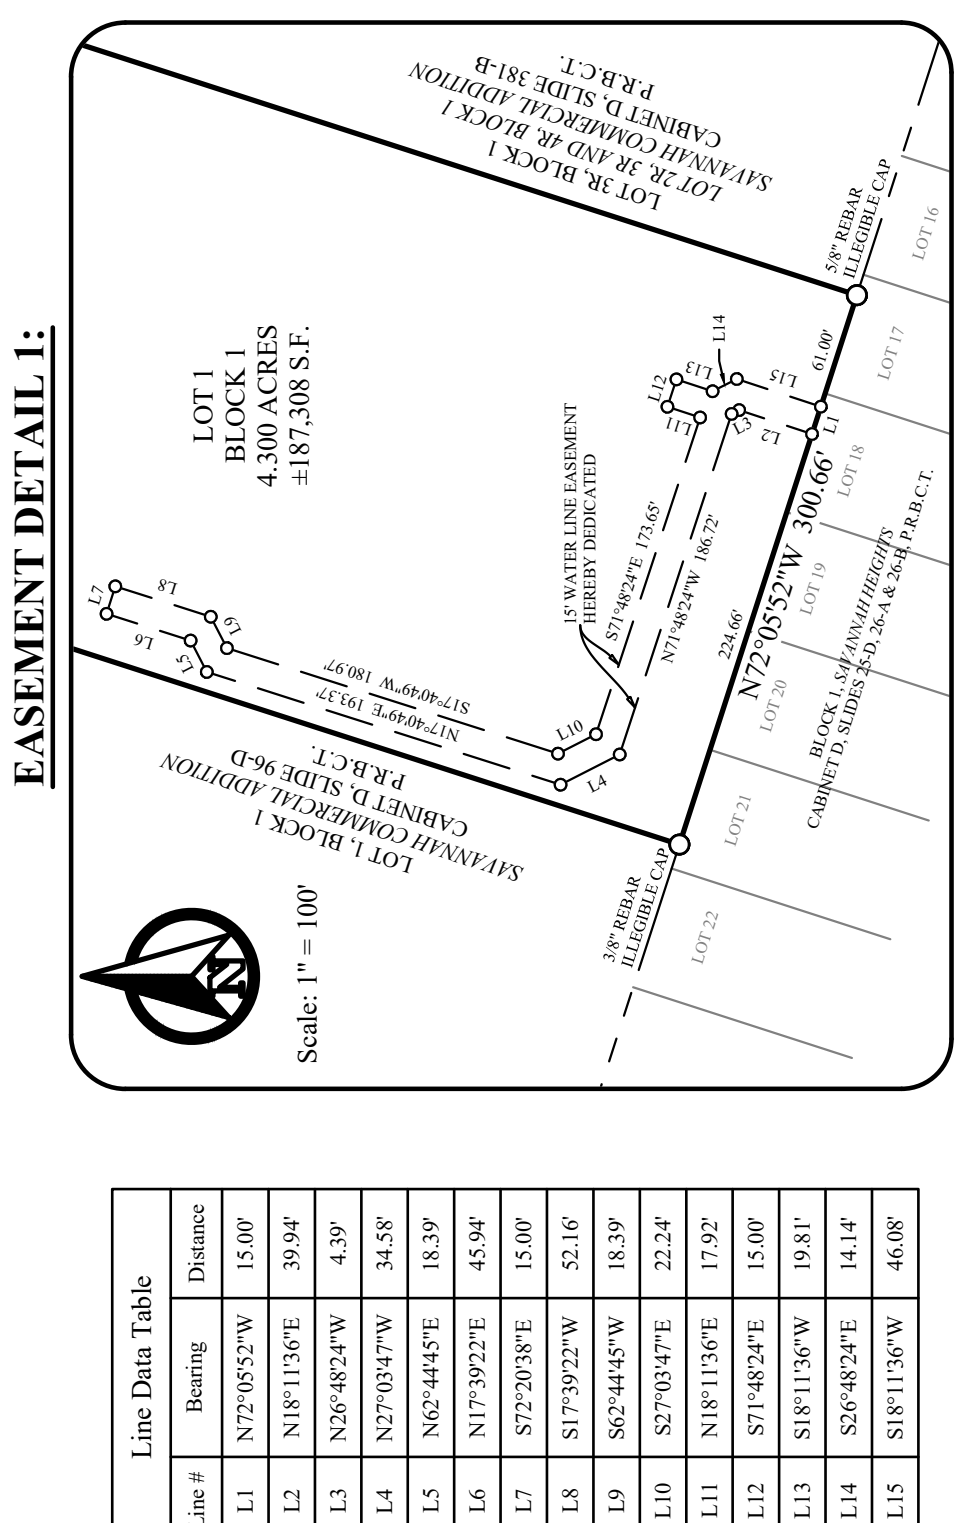 EASEMENT DETAIL 1:
LOT 1
BLOCK 1
4.300 ACRES
±187,308 S.F.
LOT 3R, BLOCK 1
LOT 2R, 3R AND 4R, BLOCK 1
SAVANNAH COMMERCIAL ADDITION
CABINET D, SLIDE 381-B
P.R.B.C.T.
LOT 1, BLOCK 1
SAVANNAH COMMERCIAL ADDITION
CABINET D, SLIDE 96-D
P.R.B.C.T.
N
Scale: 1" = 100'
15' WATER LINE EASEMENT
HEREBY DEDICATED
S71°48'24"E 173.65'
N71°48'24"W 186.72'
S17°40'49"W 180.97'
N17°40'49"E 193.37'
L7
L8
L6
L9
L5
L10
L4
L12
L13
L14
L11
L15
L3
L2
L1
61.00'
224.66'
N72°05'52"W 300.66'
5/8" REBAR
ILLEGIBLE CAP
3/8" REBAR
ILLEGIBLE CAP
LOT 16
LOT 17
LOT 18
LOT 19
LOT 20
LOT 21
LOT 22
BLOCK 1, SAVANNAH HEIGHTS
CABINET D, SLIDES 25-D, 26-A & 26-B, P.R.B.C.T.
Line Data Table
Line # Bearing Distance
L1 N72°05'52"W 15.00'
L2 N18°11'36"E 39.94'
L3 N26°48'24"W 4.39'
L4 N27°03'47"W 34.58'
L5 N62°44'45"E 18.39'
L6 N17°39'22"E 45.94'
L7 S72°20'38"E 15.00'
L8 S17°39'22"W 52.16'
L9 S62°44'45"W 18.39'
L10 S27°03'47"E 22.24'
L11 N18°11'36"E 17.92'
L12 S71°48'24"E 15.00'
L13 S18°11'36"W 19.81'
L14 S26°48'24"E 14.14'
L15 S18°11'36"W 46.08'